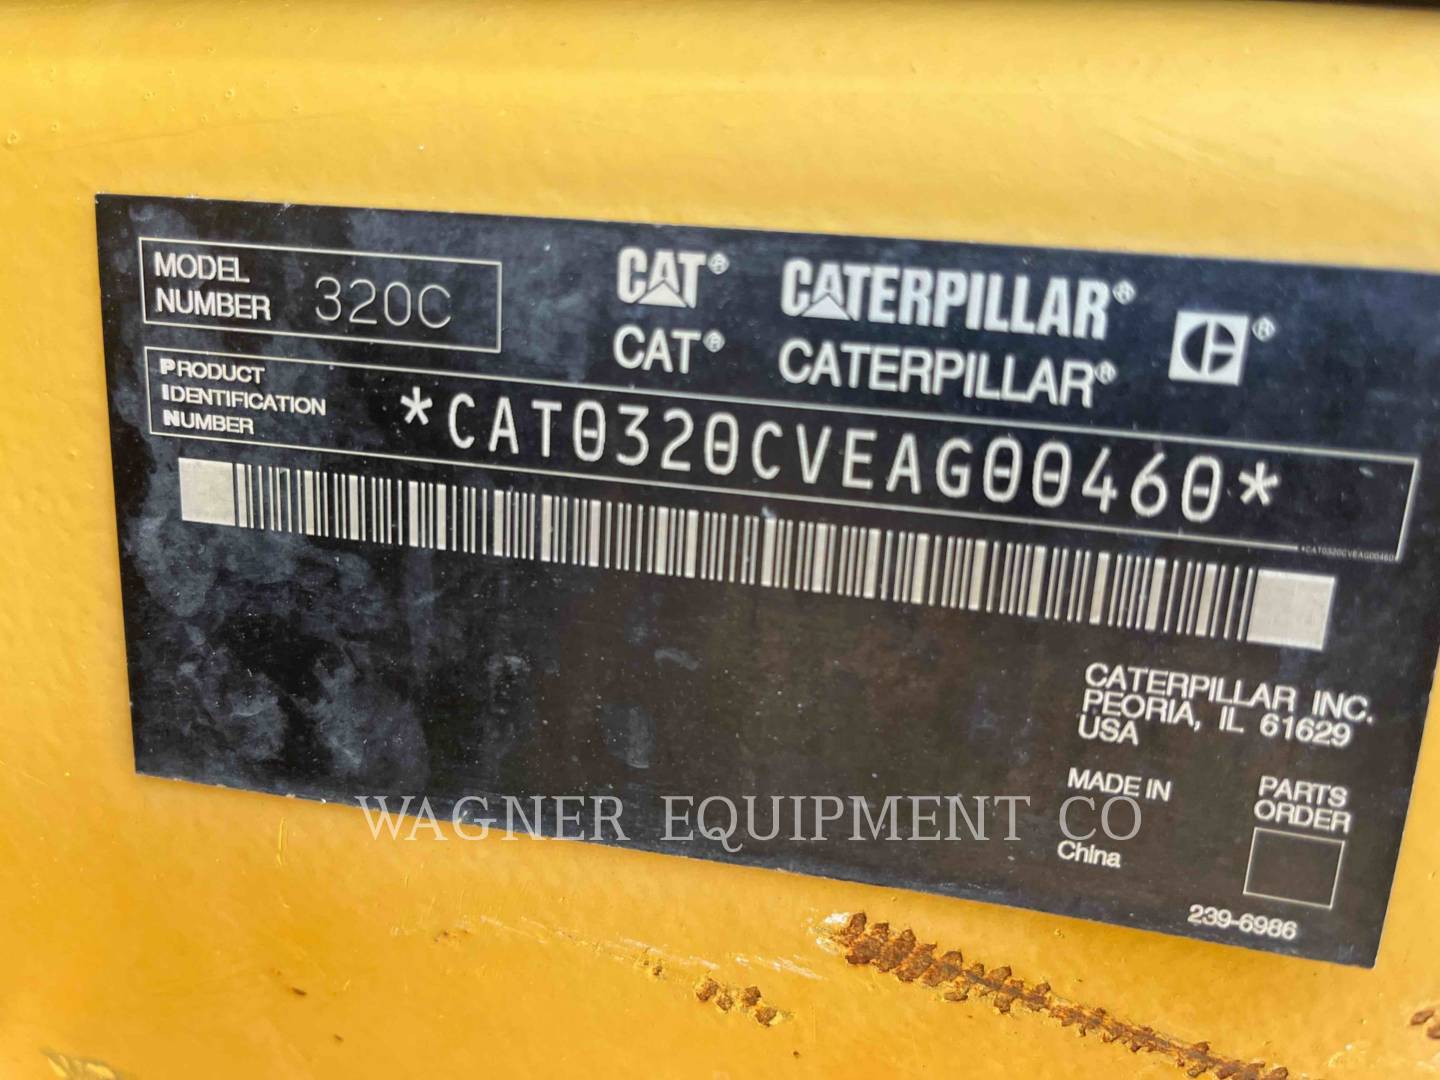 MODEL
NUMBER 320C
CAT® CATERPILLAR®
CAT® CATERPILLAR®
PRODUCT
IDENTIFICATION
NUMBER
*CAT0320CVEAG00460*
*CAT0320CVEAG00460
CATERPILLAR INC.
PEORIA, IL 61629
USA
MADE IN
China
PARTS
ORDER
239-6986
WAGNER EQUIPMENT CO